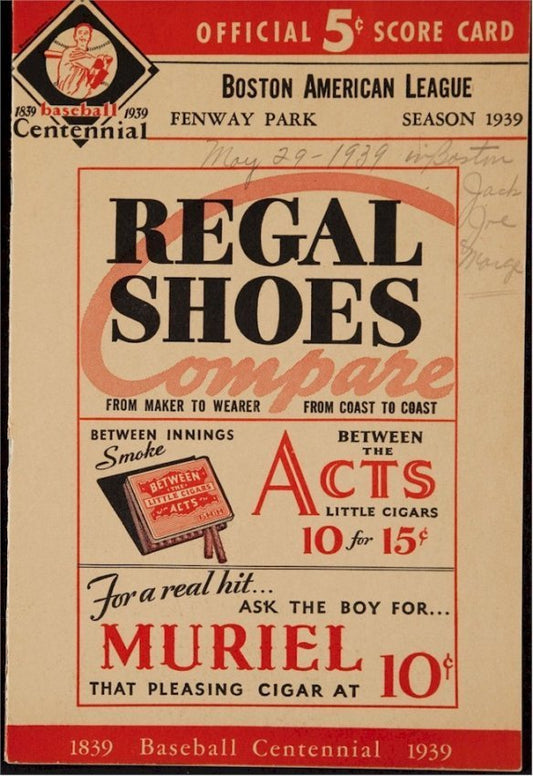 OFFICIAL 5¢ SCORE CARD
1839 baseball 1939
Centennial
BOSTON AMERICAN LEAGUE
FENWAY PARK SEASON 1939
May 29-1939 in Boston
Jack
Joe
Marge
REGAL
SHOES
Compare
FROM MAKER TO WEARER FROM COAST TO COAST
BETWEEN INNINGS
Smoke
BETWEEN
THE
LITTLE CIGARS
ACTS
BETWEEN
THE
ACTS
LITTLE CIGARS
10 for 15¢
For a real hit...
ASK THE BOY FOR...
MURIEL
THAT PLEASING CIGAR AT 10¢
1839 Baseball Centennial 1939